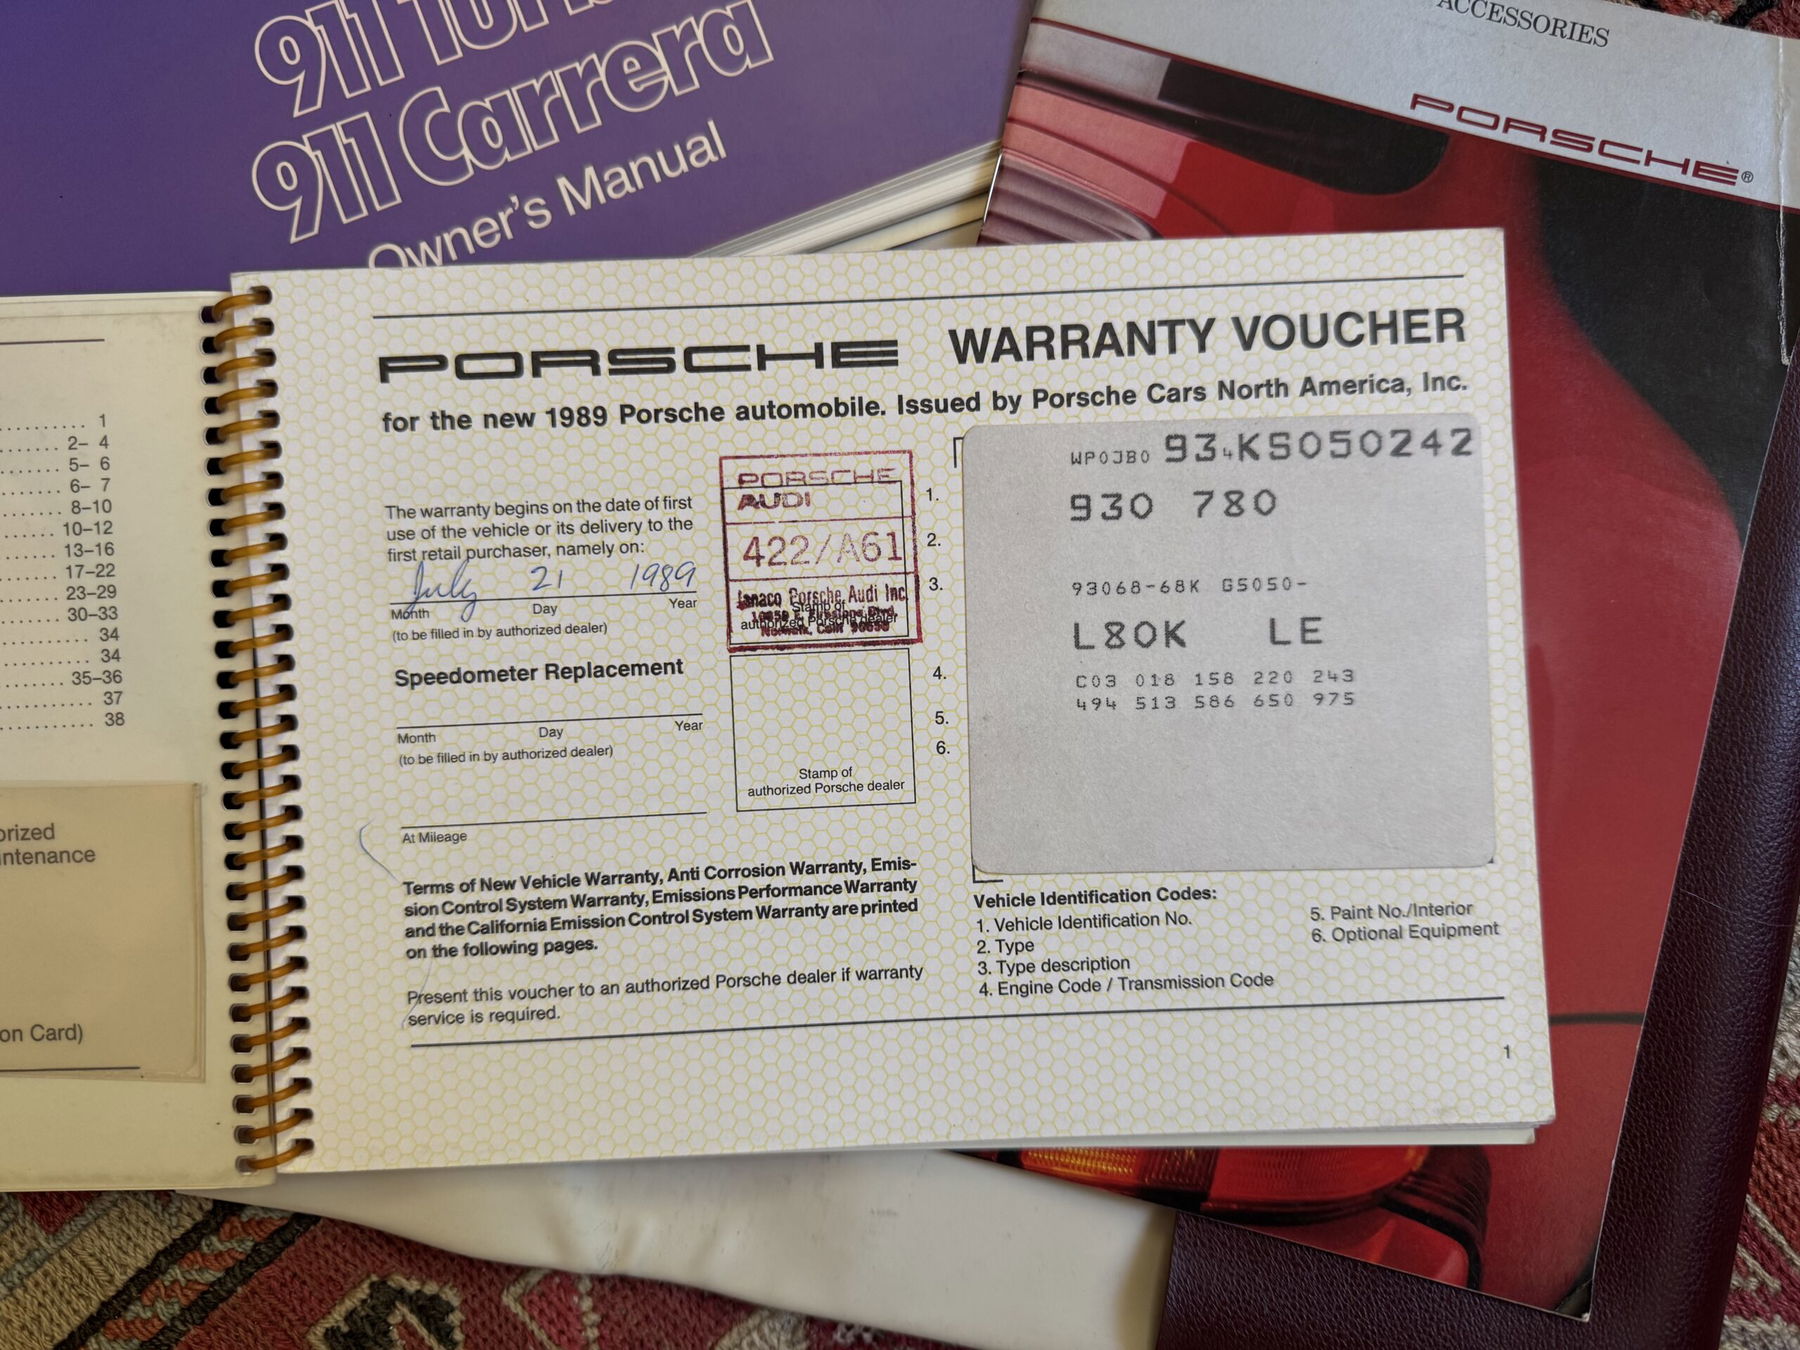 911 Carrera
Owner's Manual
ACCESSORIES
PORSCHE®
1
2– 4
5– 6
6– 7
8–10
10–12
13–16
17–22
23–29
30–33
34
34
35–36
37
38
on Card)
PORSCHE WARRANTY VOUCHER
for the new 1989 Porsche automobile. Issued by Porsche Cars North America, Inc.
The warranty begins on the date of first
use of the vehicle or its delivery to the
first retail purchaser, namely on:
July 21 1989
Month Day Year
(to be filled in by authorized dealer)
Speedometer Replacement
Month Day Year
(to be filled in by authorized dealer)
At Mileage
Terms of New Vehicle Warranty, Anti Corrosion Warranty, Emis-
sion Control System Warranty, Emissions Performance Warranty
and the California Emission Control System Warranty are printed
on the following pages.
Present this voucher to an authorized Porsche dealer if warranty
service is required.
PORSCHE
AUDI
422/A61
Porsche Audi Inc
Stamp of
authorized Porsche dealer
Stamp of
authorized Porsche dealer
1.
2.
3.
4.
5.
6.
WP0JB0 93 KS050242
930 780
93068-68K G5050-
L80K LE
C03 018 158 220 243
494 513 586 650 975
Vehicle Identification Codes:
1. Vehicle Identification No.
2. Type
3. Type description
4. Engine Code / Transmission Code
5. Paint No./Interior
6. Optional Equipment
1